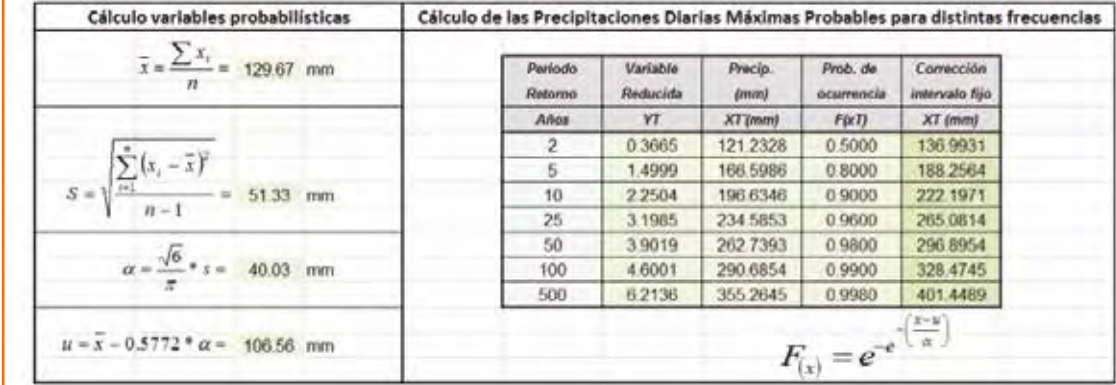 Cálculo variables probabilísticas
x̄ = ∑ xᵢ / n = 129.67 mm
S = √( ∑ⁿᵢ₌₁ (xᵢ − x̄)² / (n − 1) ) = 51.33 mm
α = √6 / π * s = 40.03 mm
u = x̄ − 0.5772 * α = 106.56 mm
Cálculo de las Precipitaciones Diarias Máximas Probables para distintas frecuencias
Periodo Variable Precip. Prob. de Corrección
Retorno Reducida (mm) ocurrencia intervalo fijo
Años YT XT'(mm) F(xT) XT (mm)
2 0.3665 121.2328 0.5000 136.9931
5 1.4999 166.5986 0.8000 188.2564
10 2.2504 196.6346 0.9000 222.1971
25 3.1985 234.5853 0.9600 265.0814
50 3.9019 262.7393 0.9800 296.8954
100 4.6001 290.6854 0.9900 328.4745
500 6.2136 355.2645 0.9980 401.4489
F(x) = e^(−e^(−((x−u)/α)))